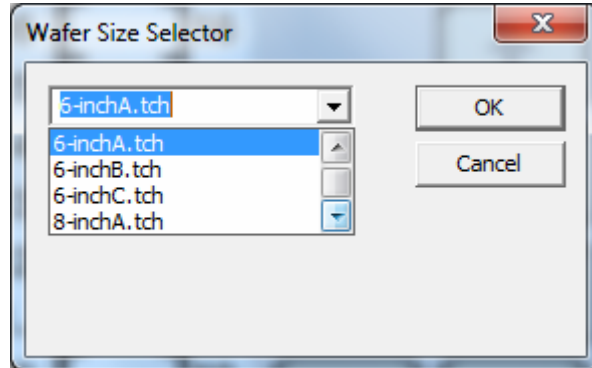 Wafer Size Selector
6-inchA.tch
OK
6-inchA.tch
6-inchB.tch
6-inchC.tch
8-inchA.tch
Cancel